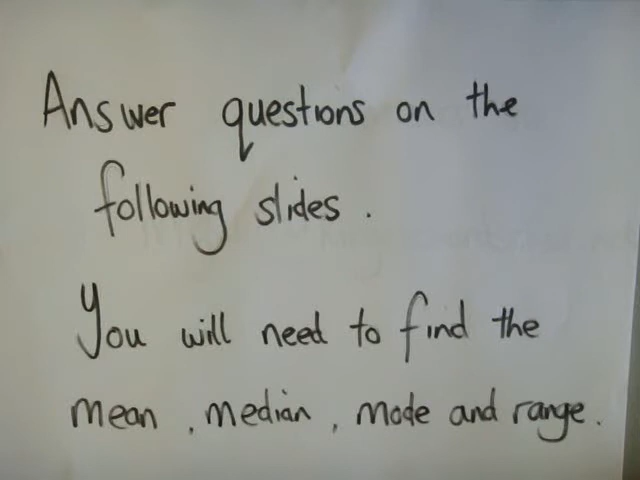 Answer questions on the
following slides.
You will need to find the
mean, median, mode and range.